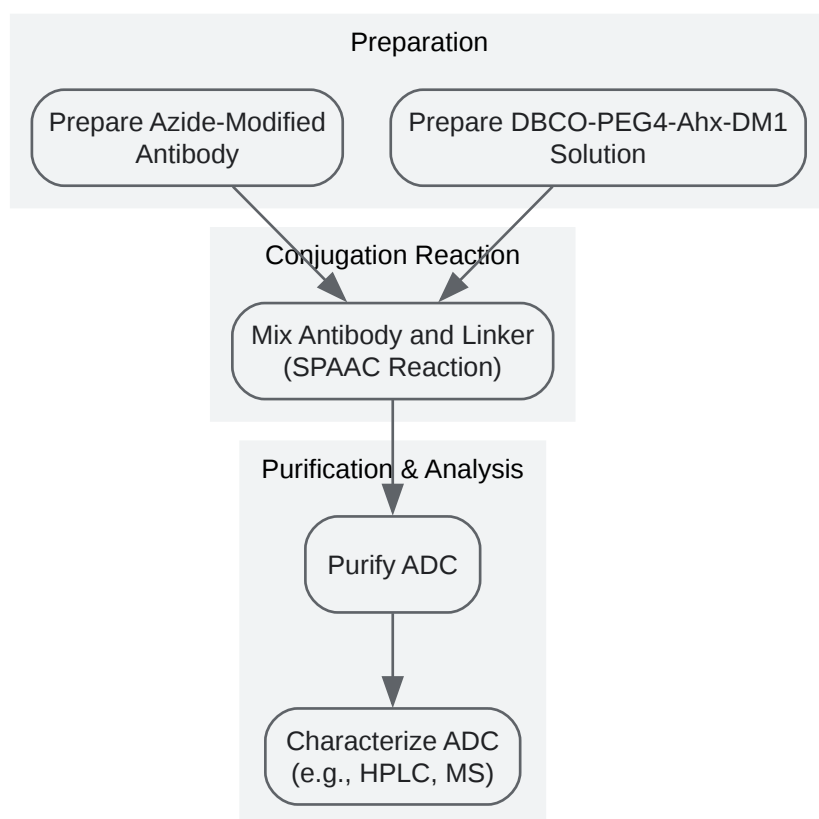 Preparation
Prepare Azide-Modified
Antibody
Prepare DBCO-PEG4-Ahx-DM1
Solution
Conjugation Reaction
Mix Antibody and Linker
(SPAAC Reaction)
Purification & Analysis
Purify ADC
Characterize ADC
(e.g., HPLC, MS)